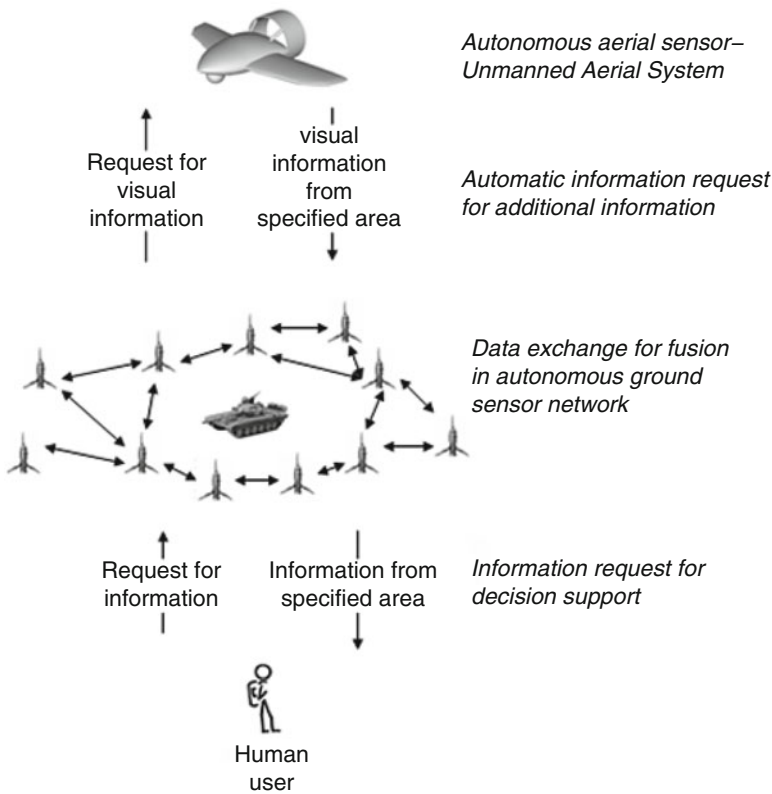 Autonomous aerial sensor–
Unmanned Aerial System
Request for
visual
information
visual
information
from
specified area
Automatic information request
for additional information
Data exchange for fusion
in autonomous ground
sensor network
Request for
information
Information from
specified area
Information request for
decision support
Human
user